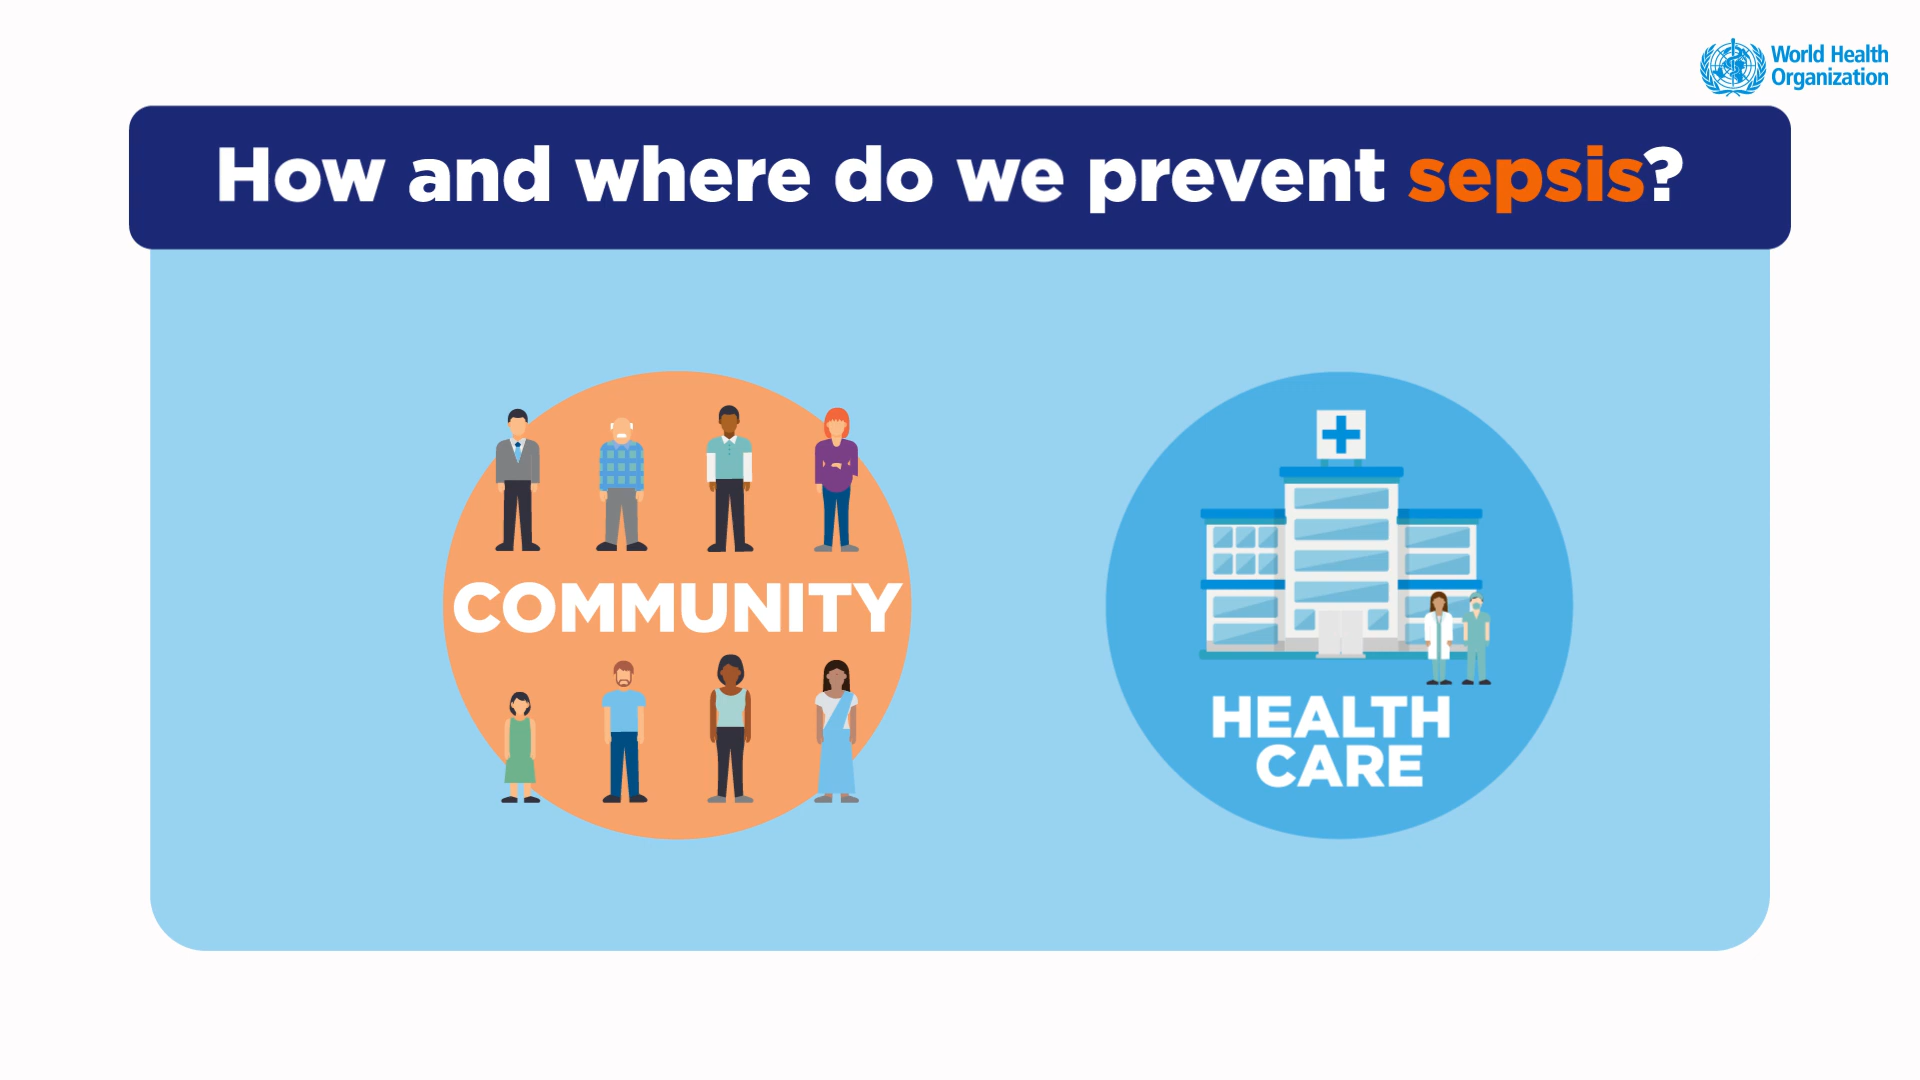 World Health
Organization
How and where do we prevent sepsis?
COMMUNITY
HEALTH
CARE